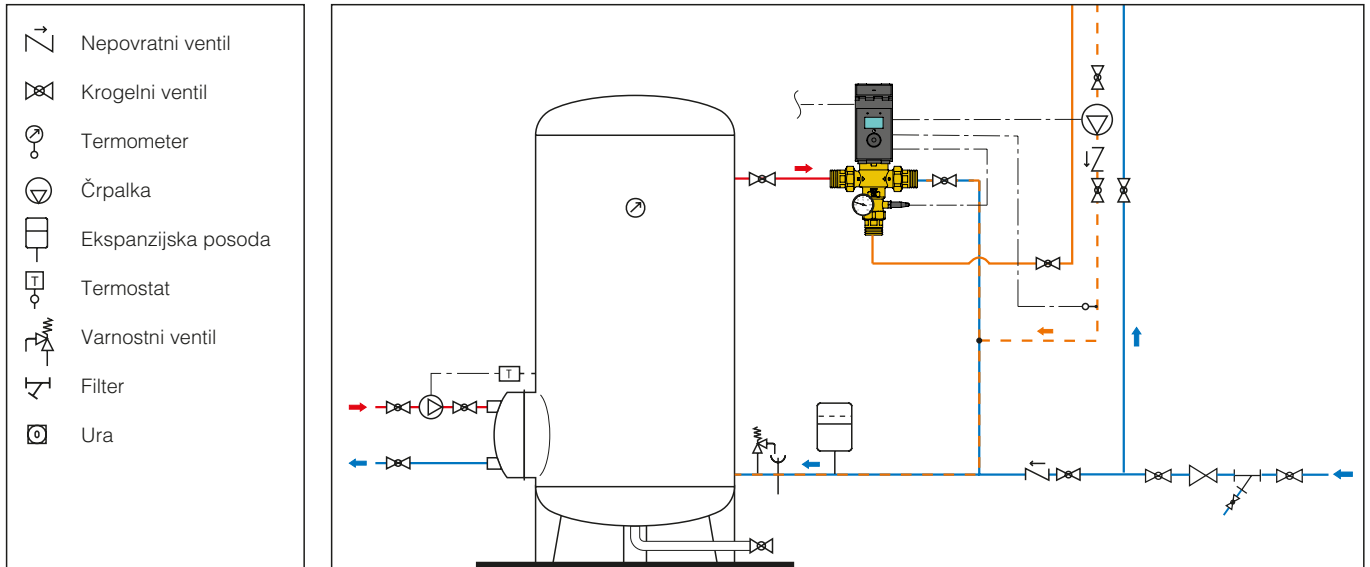 Nepovratni ventil
Krogelni ventil
Termometer
Črpalka
Ekspanzijska posoda
T
Termostat
Varnostni ventil
Filter
Ura
T